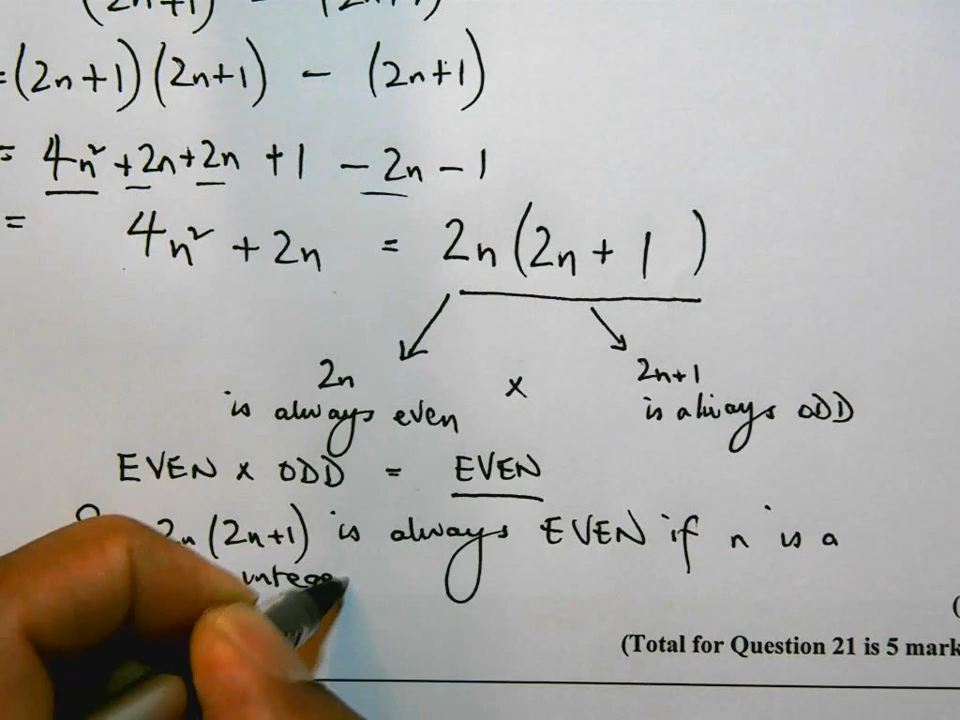 =(2n+1)(2n+1) - (2n+1)
= 4n² + 2n + 2n + 1 - 2n - 1
= 4n² + 2n = 2n(2n + 1)
2n × 2n+1
is always even is always ODD
EVEN × ODD = EVEN
2n(2n+1) is always EVEN if n is a
(Total for Question 21 is 5 mark